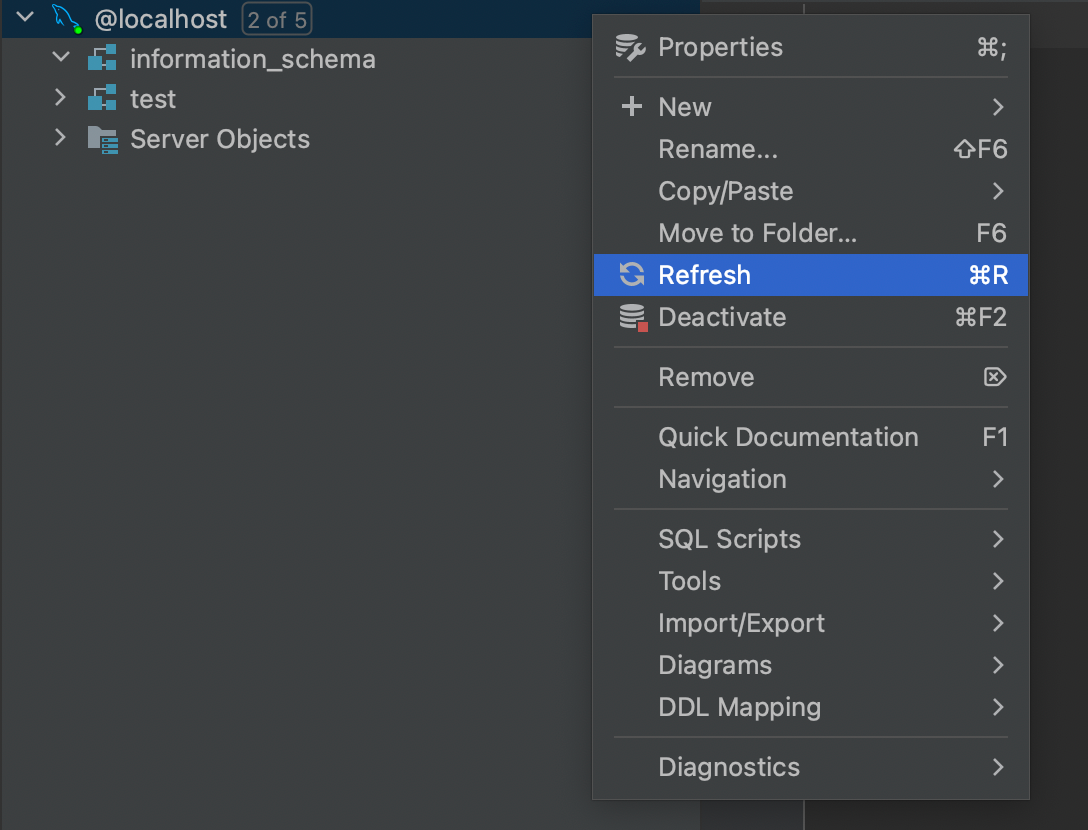 @localhost 2 of 5
information_schema
test
Server Objects
Properties ⌘;
New
Rename... ⇧F6
Copy/Paste
Move to Folder... F6
Refresh ⌘R
Deactivate ⌘F2
Remove ⌦
Quick Documentation F1
Navigation
SQL Scripts
Tools
Import/Export
Diagrams
DDL Mapping
Diagnostics